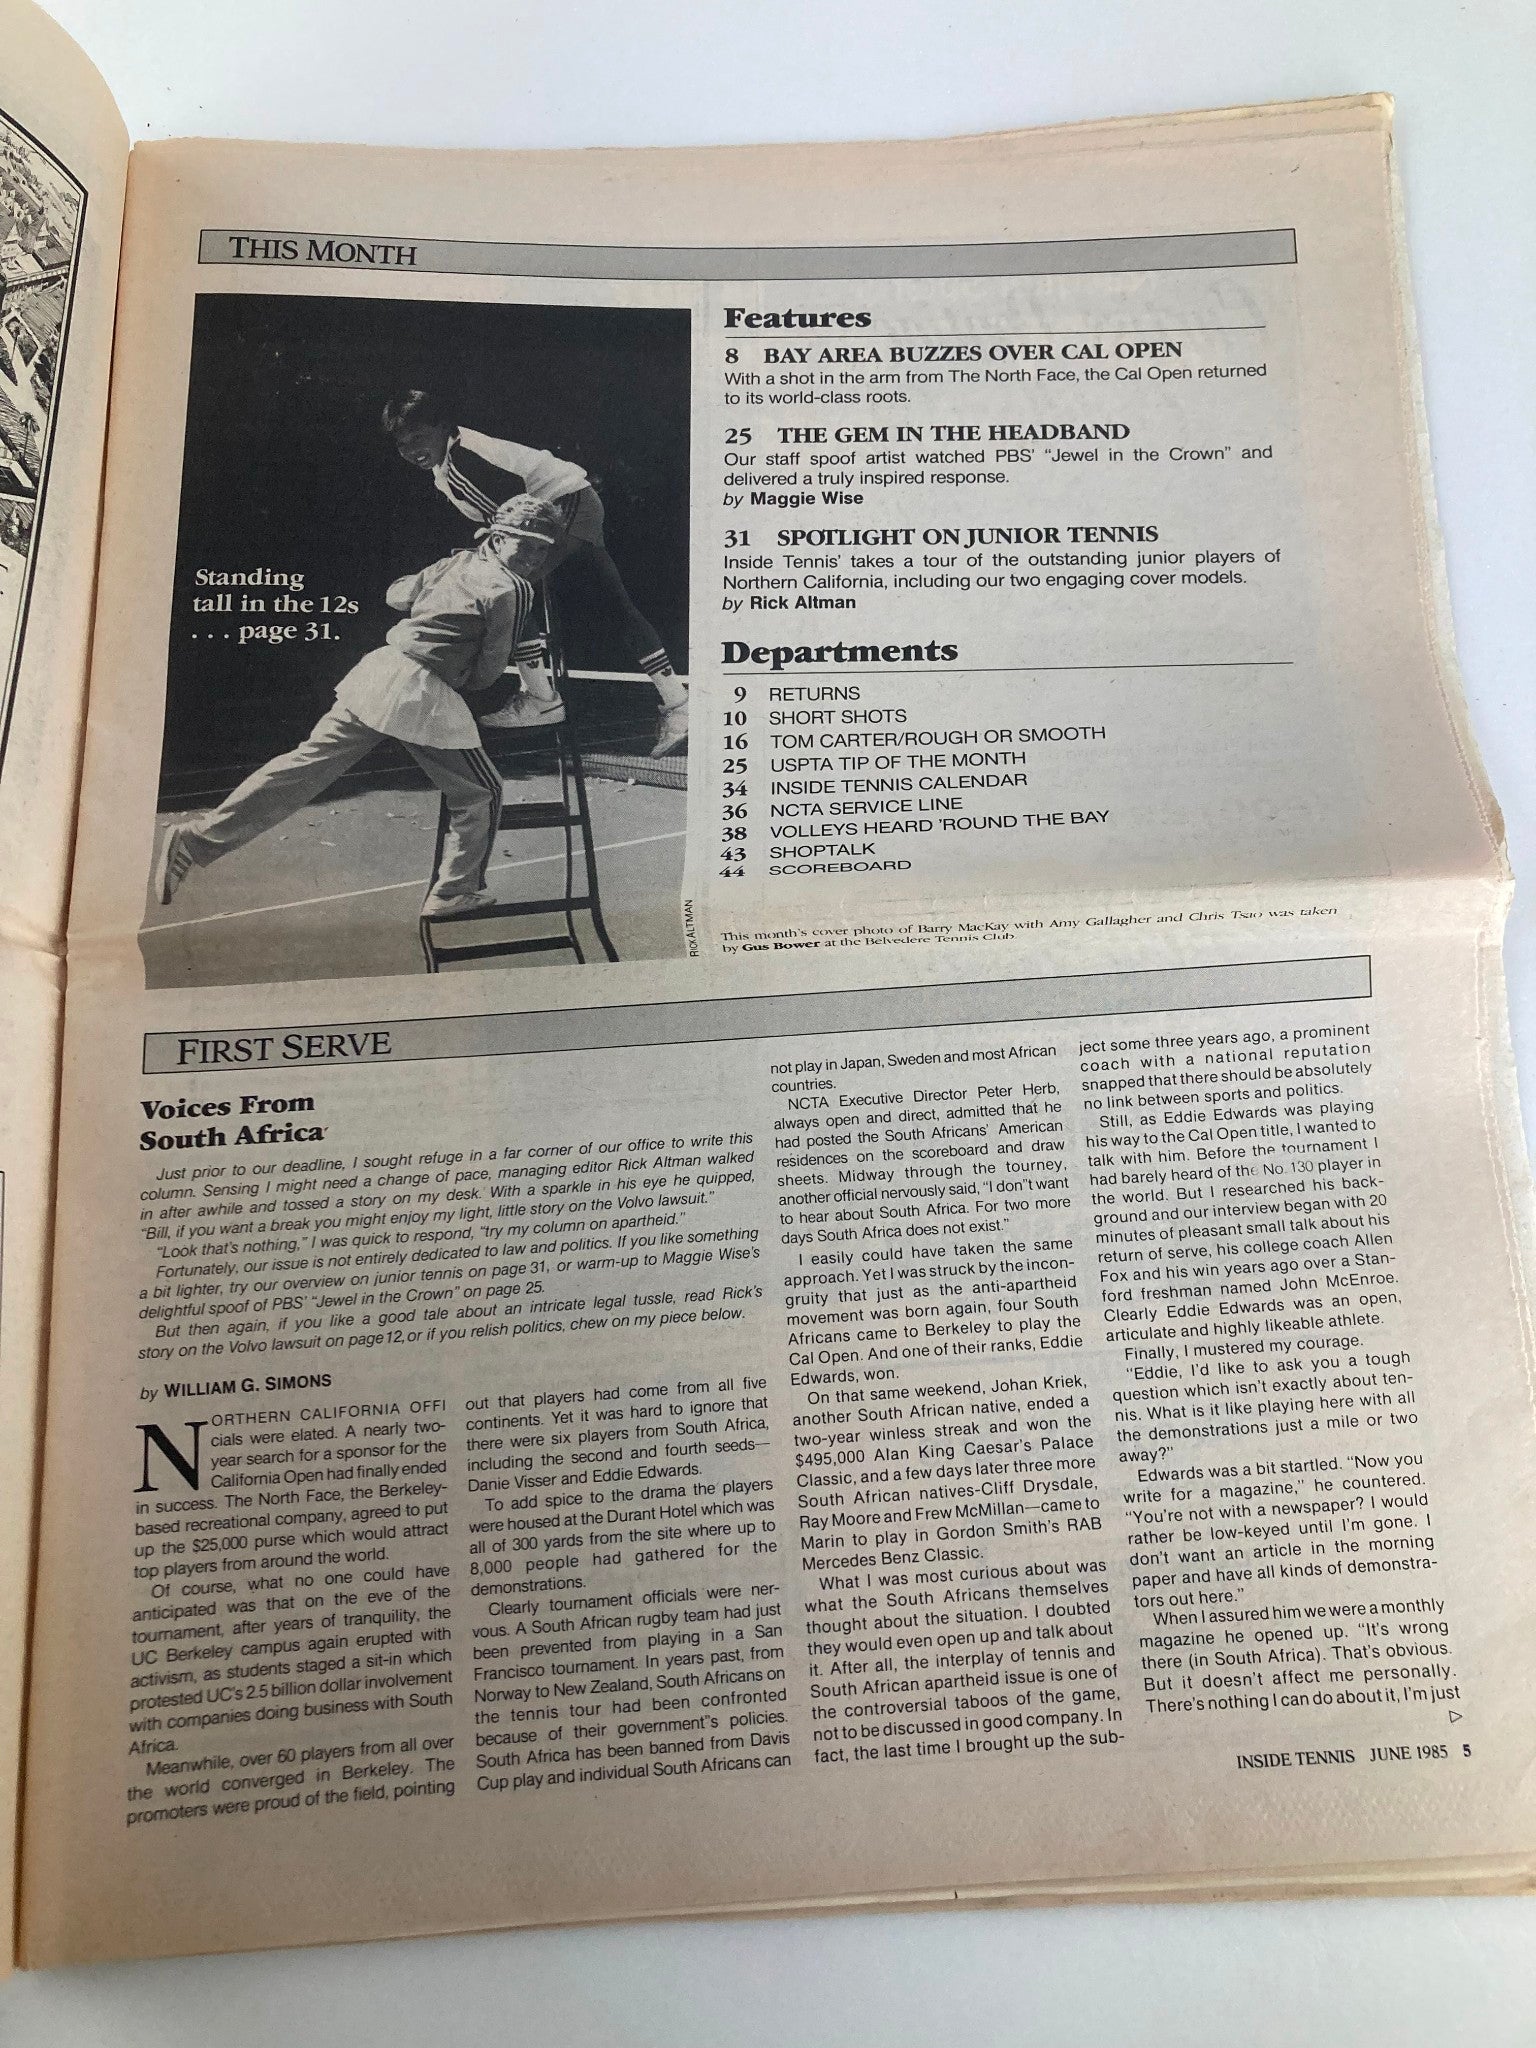 THIS MONTH
Standing
tall in the 12s
. . . page 31.
RICK ALTMAN
Features
8 BAY AREA BUZZES OVER CAL OPEN
With a shot in the arm from The North Face, the Cal Open returned
to its world-class roots.
25 THE GEM IN THE HEADBAND
Our staff spoof artist watched PBS' "Jewel in the Crown" and
delivered a truly inspired response.
by Maggie Wise
31 SPOTLIGHT ON JUNIOR TENNIS
Inside Tennis' takes a tour of the outstanding junior players of
Northern California, including our two engaging cover models.
by Rick Altman
Departments
9 RETURNS
10 SHORT SHOTS
16 TOM CARTER/ROUGH OR SMOOTH
25 USPTA TIP OF THE MONTH
34 INSIDE TENNIS CALENDAR
36 NCTA SERVICE LINE
38 VOLLEYS HEARD 'ROUND THE BAY
43 SHOPTALK
44 SCOREBOARD
This month's cover photo of Barry MacKay with Amy Gallagher and Chris Tsao was taken
by Gus Bower at the Belvedere Tennis Club.
FIRST SERVE
Voices From
South Africa
Just prior to our deadline, I sought refuge in a far corner of our office to write this
column. Sensing I might need a change of pace, managing editor Rick Altman walked
in after awhile and tossed a story on my desk. With a sparkle in his eye he quipped,
"Bill, if you want a break you might enjoy my light, little story on the Volvo lawsuit."
"Look that's nothing," I was quick to respond, "try my column on apartheid."
Fortunately, our issue is not entirely dedicated to law and politics. If you like something
a bit lighter, try our overview on junior tennis on page 31, or warm-up to Maggie Wise's
delightful spoof of PBS' "Jewel in the Crown" on page 25.
But then again, if you like a good tale about an intricate legal tussle, read Rick's
story on the Volvo lawsuit on page 12, or if you relish politics, chew on my piece below.
by WILLIAM G. SIMONS
NORTHERN CALIFORNIA OFFI
cials were elated. A nearly two-
year search for a sponsor for the
California Open had finally ended
in success. The North Face, the Berkeley-
based recreational company, agreed to put
up the $25,000 purse which would attract
top players from around the world.
Of course, what no one could have
anticipated was that on the eve of the
tournament, after years of tranquility, the
UC Berkeley campus again erupted with
activism, as students staged a sit-in which
protested UC's 2.5 billion dollar involvement
with companies doing business with South
Africa.
Meanwhile, over 60 players from all over
the world converged in Berkeley. The
promoters were proud of the field, pointing
out that players had come from all five
continents. Yet it was hard to ignore that
there were six players from South Africa,
including the second and fourth seeds—
Danie Visser and Eddie Edwards.
To add spice to the drama the players
were housed at the Durant Hotel which was
all of 300 yards from the site where up to
8,000 people had gathered for the
demonstrations.
Clearly tournament officials were ner-
vous. A South African rugby team had just
been prevented from playing in a San
Francisco tournament. In years past, from
Norway to New Zealand, South Africans on
the tennis tour had been confronted
because of their government"s policies.
South Africa has been banned from Davis
Cup play and individual South Africans can
not play in Japan, Sweden and most African
countries.
NCTA Executive Director Peter Herb,
always open and direct, admitted that he
had posted the South Africans' American
residences on the scoreboard and draw
sheets. Midway through the tourney,
another official nervously said, "I don"t want
to hear about South Africa. For two more
days South Africa does not exist."
I easily could have taken the same
approach. Yet I was struck by the incon-
gruity that just as the anti-apartheid
movement was born again, four South
Africans came to Berkeley to play the
Cal Open. And one of their ranks, Eddie
Edwards, won.
On that same weekend, Johan Kriek,
another South African native, ended a
two-year winless streak and won the
$495,000 Alan King Caesar's Palace
Classic, and a few days later three more
South African natives-Cliff Drysdale,
Ray Moore and Frew McMillan—came to
Marin to play in Gordon Smith's RAB
Mercedes Benz Classic.
What I was most curious about was
what the South Africans themselves
thought about the situation. I doubted
they would even open up and talk about
it. After all, the interplay of tennis and
South African apartheid issue is one of
the controversial taboos of the game,
not to be discussed in good company. In
fact, the last time I brought up the sub-
ject some three years ago, a prominent
coach with a national reputation
snapped that there should be absolutely
no link between sports and politics.
Still, as Eddie Edwards was playing
his way to the Cal Open title, I wanted to
talk with him. Before the tournament I
had barely heard of the No. 130 player in
the world. But I researched his back-
ground and our interview began with 20
minutes of pleasant small talk about his
return of serve, his college coach Allen
Fox and his win years ago over a Stan-
ford freshman named John McEnroe.
Clearly Eddie Edwards was an open,
articulate and highly likeable athlete.
Finally, I mustered my courage.
"Eddie, I'd like to ask you a tough
question which isn't exactly about ten-
nis. What is it like playing here with all
the demonstrations just a mile or two
away?"
Edwards was a bit startled. "Now you
write for a magazine," he countered.
"You're not with a newspaper? I would
rather be low-keyed until I'm gone. I
don't want an article in the morning
paper and have all kinds of demonstra-
tors out here."
When I assured him we were a monthly
magazine he opened up. "It's wrong
there (in South Africa). That's obvious.
But it doesn't affect me personally.
There's nothing I can do about it, I'm just
▷
INSIDE TENNIS JUNE 1985 5